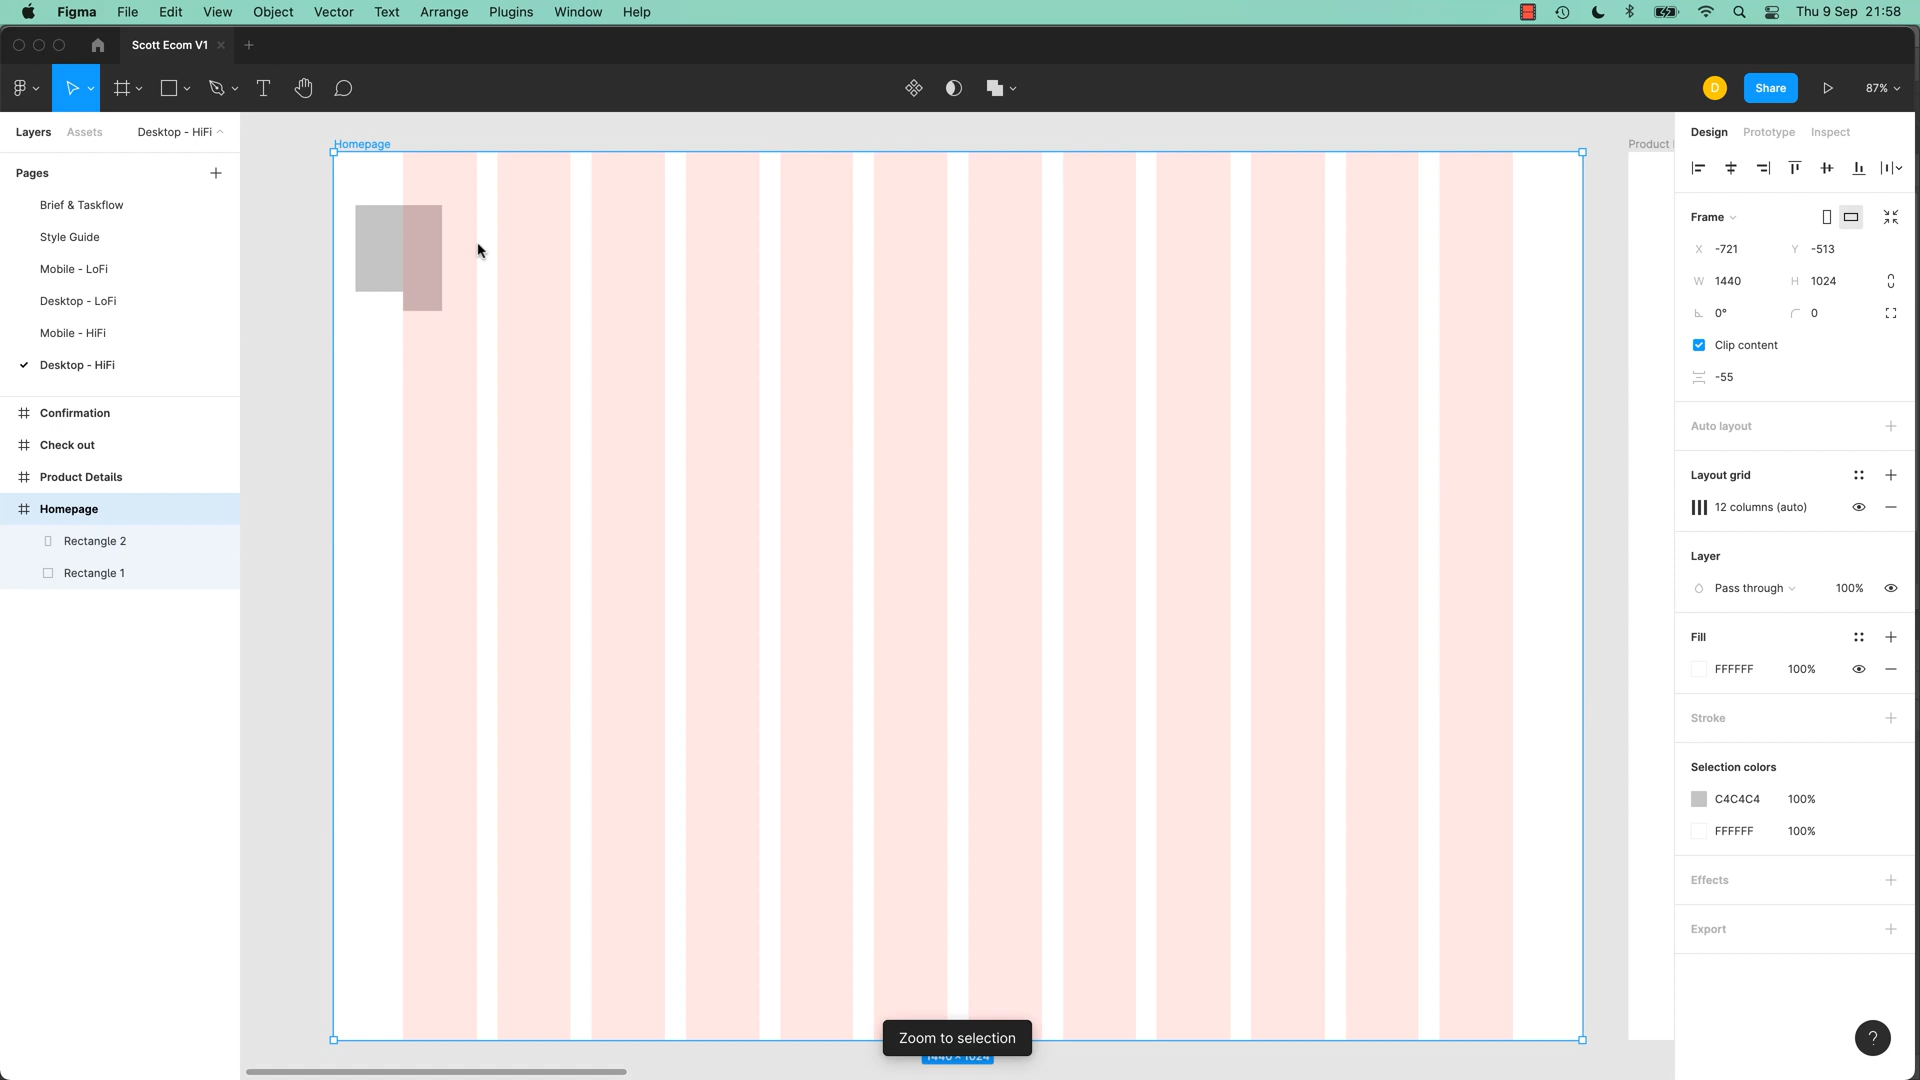 Figma File Edit View Object Vector Text Arrange Plugins Window Help Thu 9 Sep 21:58
Scott Ecom V1
D Share 87%
Layers Assets Desktop - HiFi
Pages
Brief & Taskflow
Style Guide
Mobile - LoFi
Desktop - LoFi
Mobile - HiFi
Desktop - HiFi
Confirmation
Check out
Product Details
Homepage
Rectangle 2
Rectangle 1
Homepage
Product
Zoom to selection
1440 × 1024
Design Prototype Inspect
Frame
X -721 Y -513
W 1440 H 1024
0° 0
Clip content
-55
Auto layout
Layout grid
12 columns (auto)
Layer
Pass through 100%
Fill
FFFFFF 100%
Stroke
Selection colors
C4C4C4 100%
FFFFFF 100%
Effects
Export
?